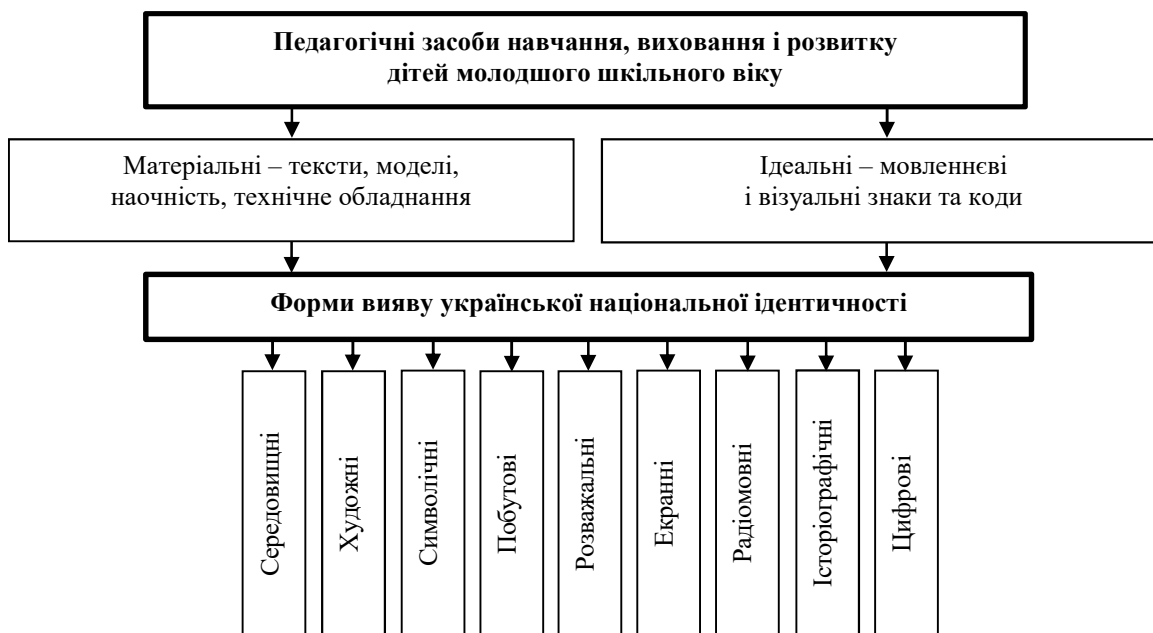 Педагогічні засоби навчання, виховання і розвитку
дітей молодшого шкільного віку
Матеріальні – тексти, моделі,
наочність, технічне обладнання
Ідеальні – мовленнєві
і візуальні знаки та коди
Форми вияву української національної ідентичності
Середовищні
Художні
Символічні
Побутові
Розважальні
Екранні
Радіомовні
Історіографічні
Цифрові